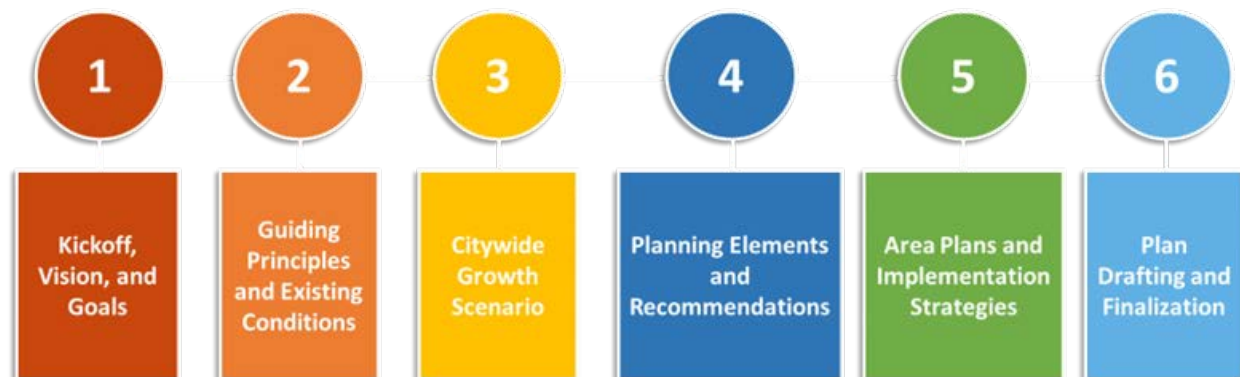 1
2
3
4
5
6
Kickoff,
Vision, and
Goals
Guiding
Principles
and Existing
Conditions
Citywide
Growth
Scenario
Planning Elements
and
Recommendations
Area Plans and
Implementation
Strategies
Plan
Drafting and
Finalization